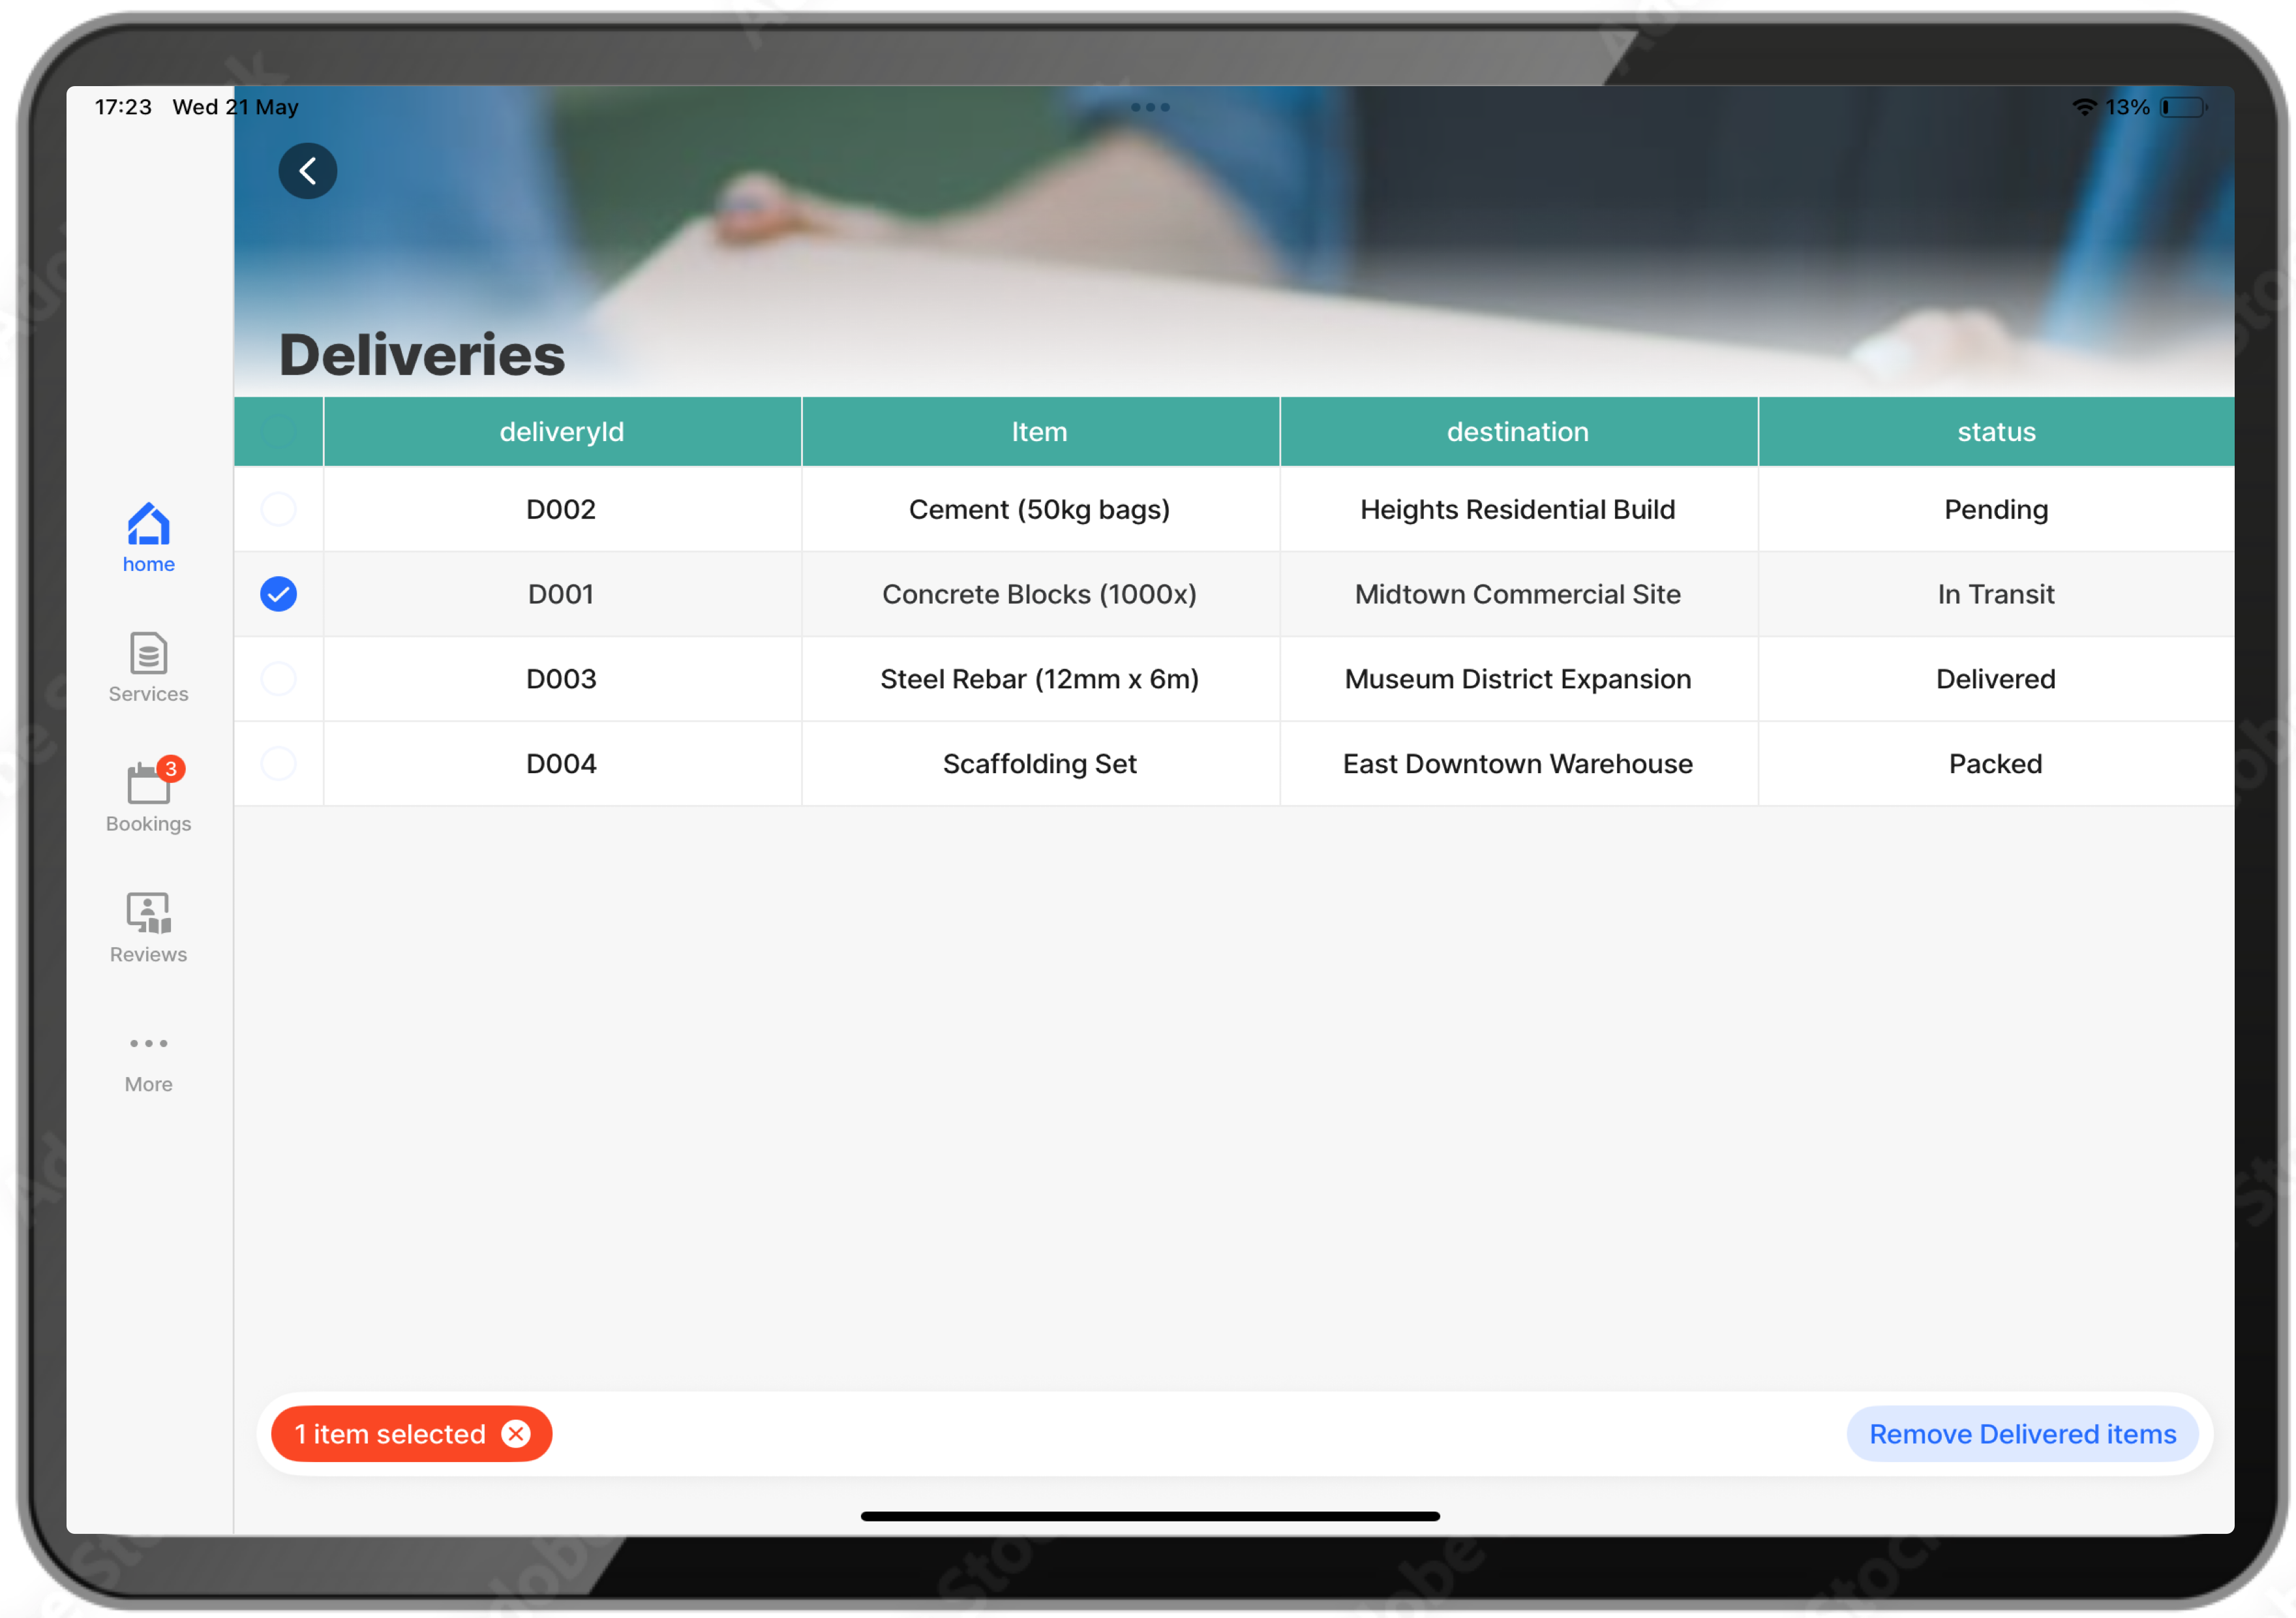 17:23 Wed 21 May
13%
Deliveries
deliveryId Item destination status
D002 Cement (50kg bags) Heights Residential Build Pending
D001 Concrete Blocks (1000x) Midtown Commercial Site In Transit
D003 Steel Rebar (12mm x 6m) Museum District Expansion Delivered
D004 Scaffolding Set East Downtown Warehouse Packed
home
Services
3
Bookings
Reviews
More
1 item selected
Remove Delivered items